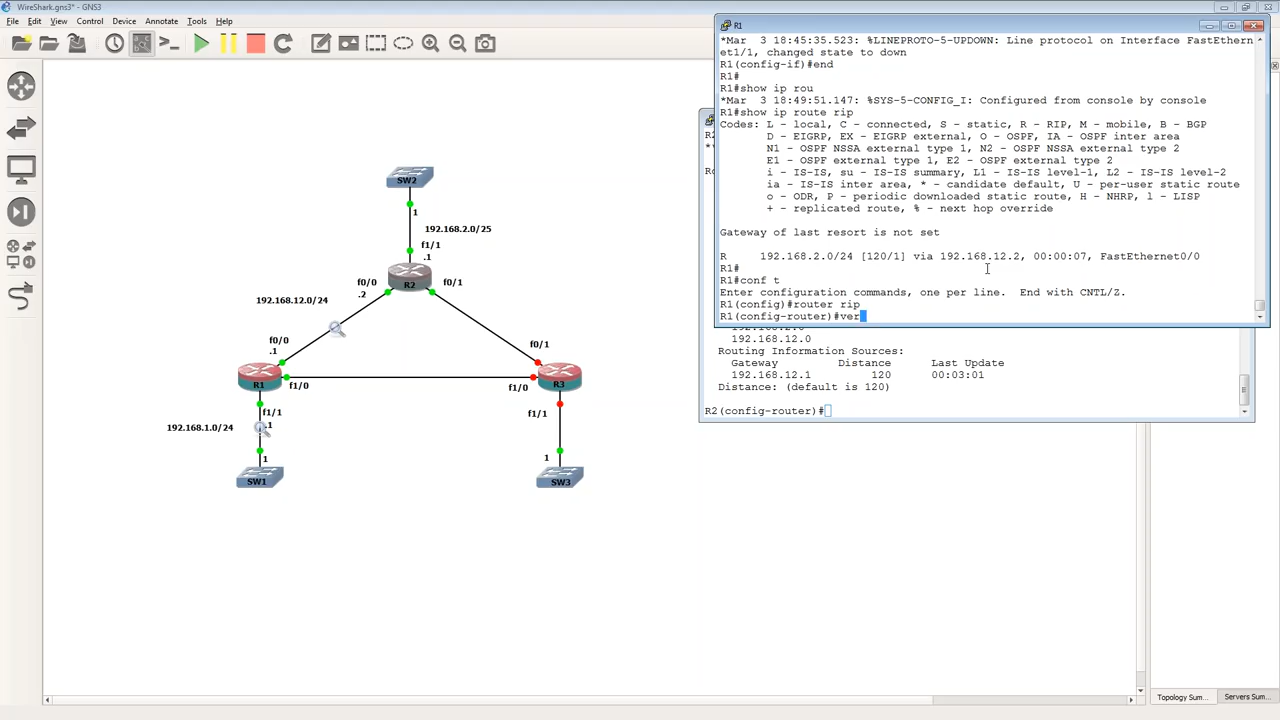 WireShark.gns3* - GNS3
File Edit View Control Device Annotate Tools Help
SW2
1
192.168.2.0/25
f1/1
.1
R2
f0/0
f0/1
.2
192.168.12.0/24
f0/0
.1
f0/1
R1
f1/0
f1/0
R3
f1/1
.1
192.168.1.0/24
f1/1
1
1
SW1
SW3
R1
*Mar  3 18:45:35.523: %LINEPROTO-5-UPDOWN: Line protocol on Interface FastEthern
et1/1, changed state to down
R1(config-if)#end
R1#
R1#show ip rou
*Mar  3 18:49:51.147: %SYS-5-CONFIG_I: Configured from console by console
R1#show ip route rip
Codes: L - local, C - connected, S - static, R - RIP, M - mobile, B - BGP
D - EIGRP, EX - EIGRP external, O - OSPF, IA - OSPF inter area
N1 - OSPF NSSA external type 1, N2 - OSPF NSSA external type 2
E1 - OSPF external type 1, E2 - OSPF external type 2
i - IS-IS, su - IS-IS summary, L1 - IS-IS level-1, L2 - IS-IS level-2
ia - IS-IS inter area, * - candidate default, U - per-user static route
o - ODR, P - periodic downloaded static route, H - NHRP, l - LISP
+ - replicated route, % - next hop override
Gateway of last resort is not set
R     192.168.2.0/24 [120/1] via 192.168.12.2, 00:00:07, FastEthernet0/0
R1#
R1#conf t
Enter configuration commands, one per line.  End with CNTL/Z.
R1(config)#router rip
R1(config-router)#ver
192.168.12.0
Routing Information Sources:
Gateway         Distance      Last Update
192.168.12.1         120      00:03:01
Distance: (default is 120)
R2(config-router)#
Topology Sum...
Servers Sum...